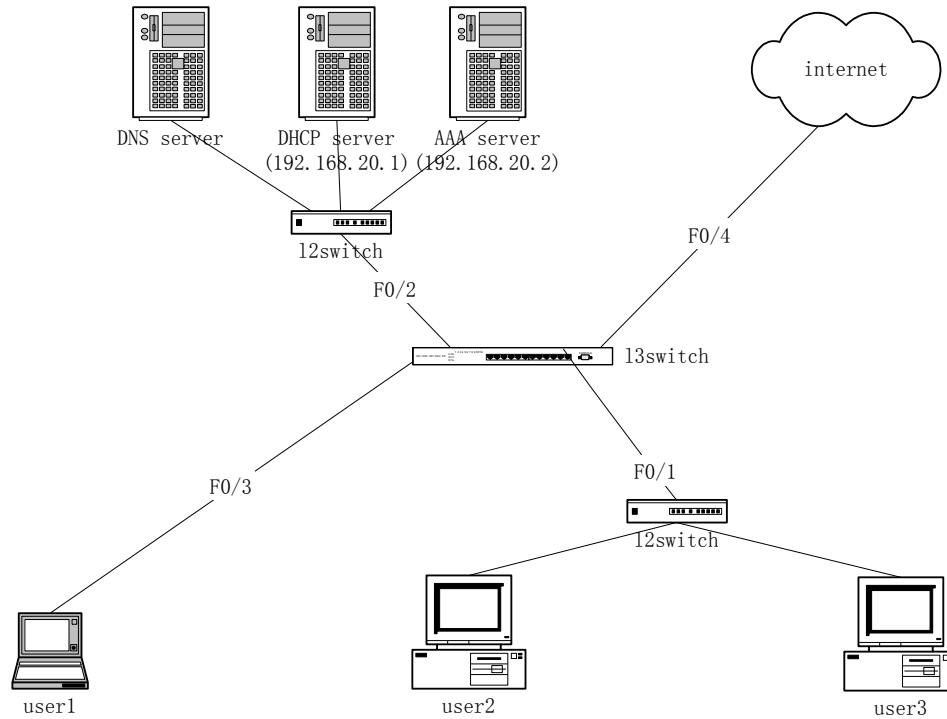 internet
DNS server
DHCP server
AAA server
(192.168.20.1)
(192.168.20.2)
l2switch
F0/4
F0/2
l3switch
F0/3
F0/1
l2switch
user1
user2
user3